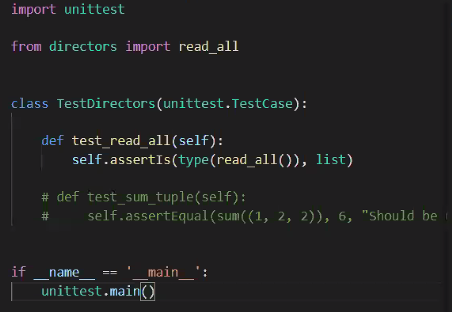 import unittest
from directors import read_all
class TestDirectors(unittest.TestCase):
def test_read_all(self):
self.assertIs(type(read_all()), list)
# def test_sum_tuple(self):
#     self.assertEqual(sum((1, 2, 2)), 6, "Should be
if __name__ == '__main__':
unittest.main()